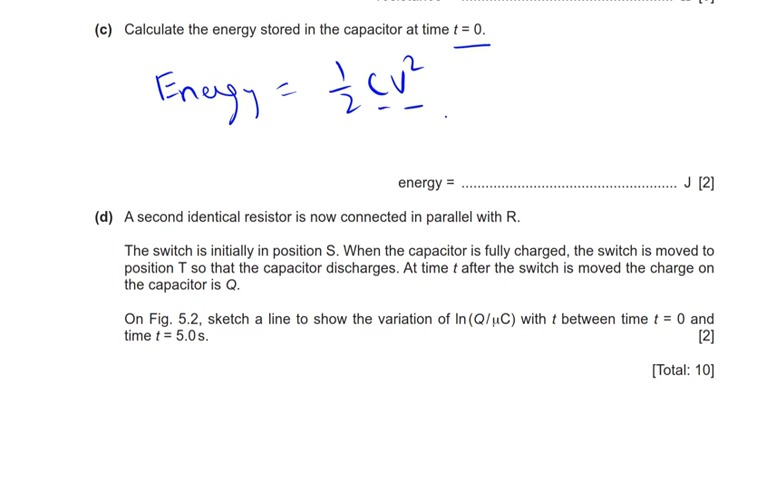 (c) Calculate the energy stored in the capacitor at time t = 0.
Energy = 1/2 CV²
energy = ...................................................... J [2]
(d) A second identical resistor is now connected in parallel with R.
The switch is initially in position S. When the capacitor is fully charged, the switch is moved to
position T so that the capacitor discharges. At time t after the switch is moved the charge on
the capacitor is Q.
On Fig. 5.2, sketch a line to show the variation of ln(Q/μC) with t between time t = 0 and
time t = 5.0s. [2]
[Total: 10]